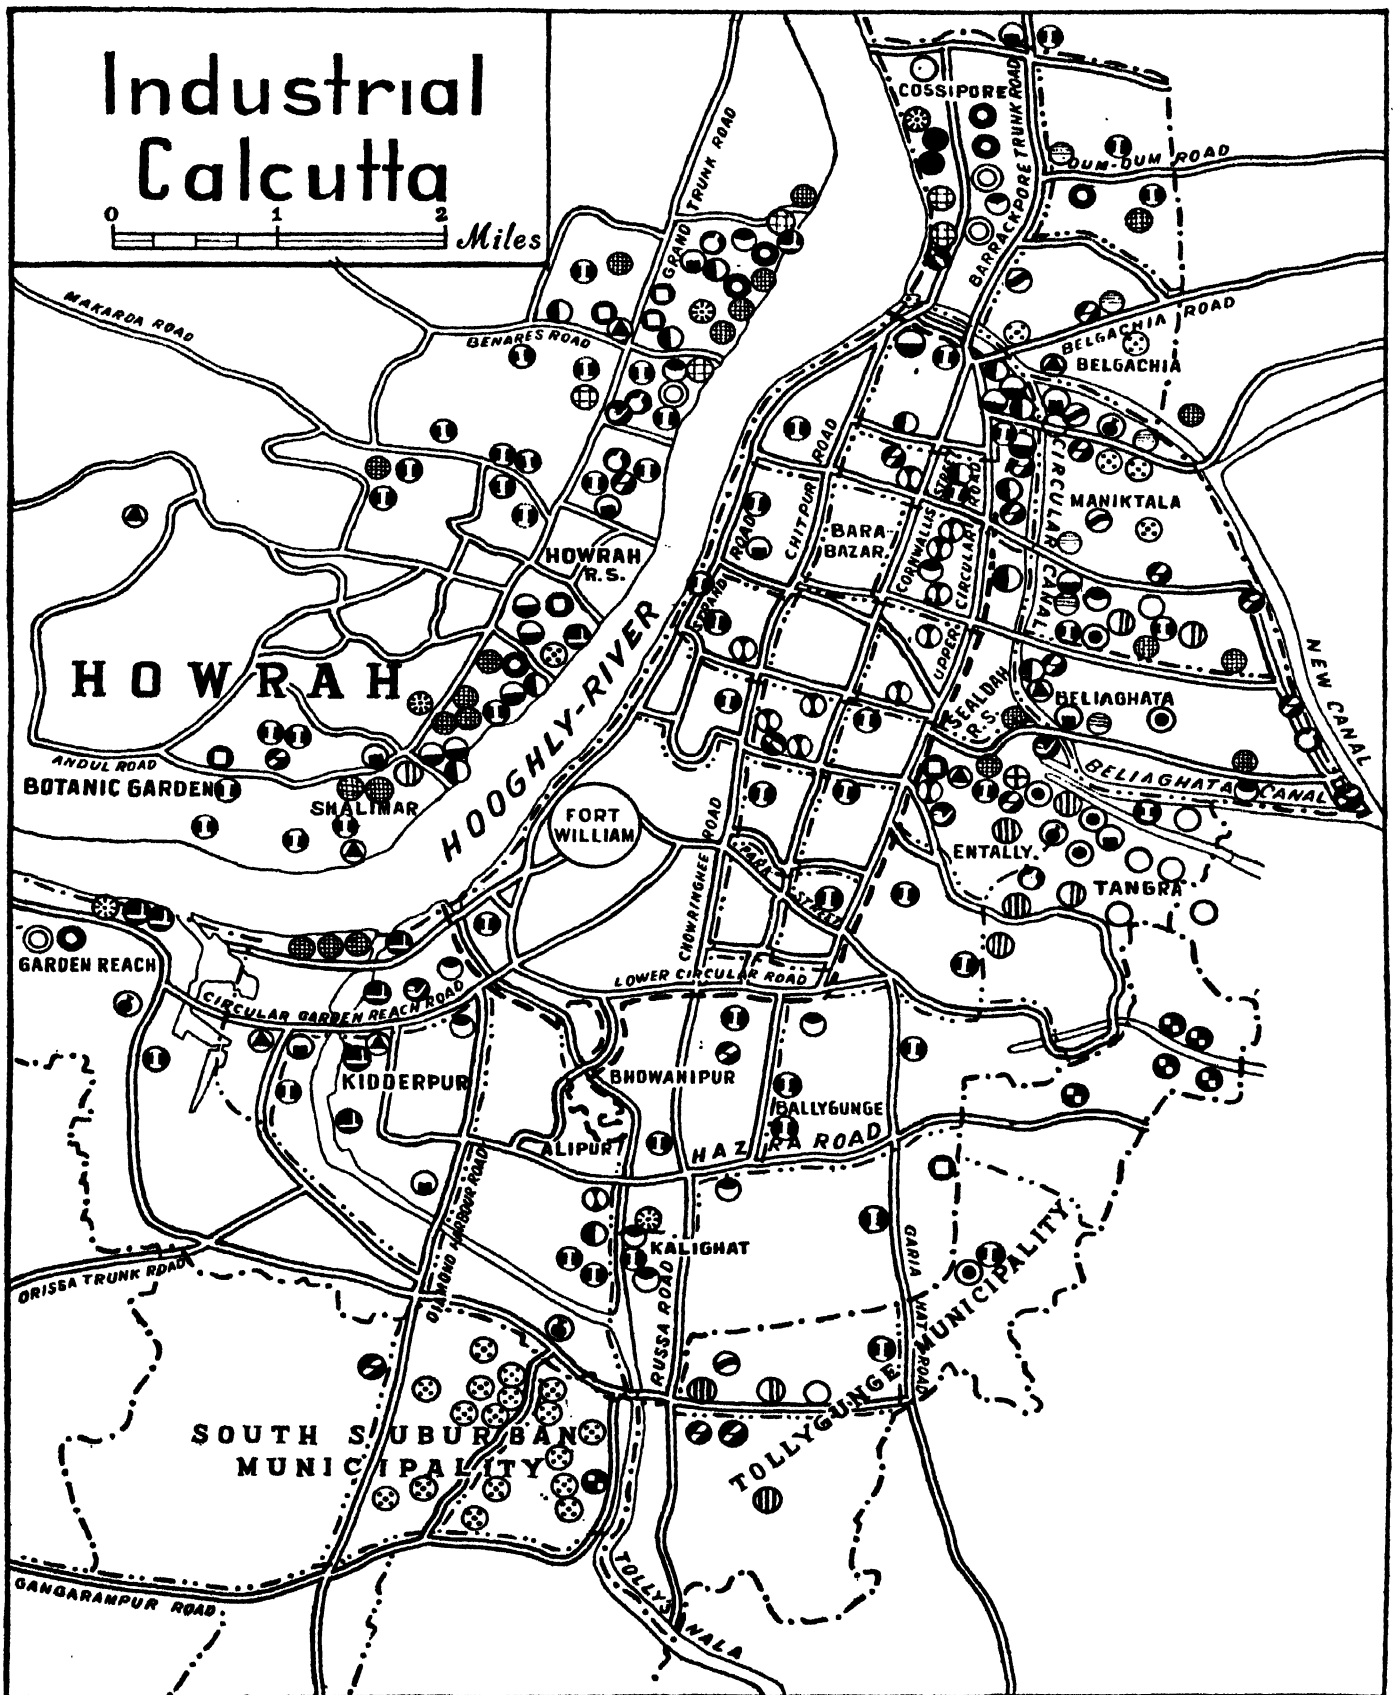 Industrial
Calcutta
0 1 2
Miles
GRAND TRUNK ROAD
COSSIPORE
BARRACKPORE TRUNK ROAD
DUM-DUM ROAD
MAKARDA ROAD
BENARES ROAD
BELGACHIA ROAD
BELGACHIA
CHITPUR ROAD
CORNWALLIS STREET
UPPER CIRCULAR ROAD
CIRCULAR CANAL
MANIKTALA
BARA
BAZAR
STRAND ROAD
HOWRAH
R.S.
HOWRAH
HOOGHLY-RIVER
SEALDAH
R.S.
BELIAGHATA
NEW CANAL
BELIAGHATA CANAL
ANDUL ROAD
BOTANIC GARDEN
SHALIMAR
FORT
WILLIAM
CHOWRINGHEE ROAD
PARK STREET
ENTALLY
TANGRA
GARDEN REACH
CIRCULAR GARDEN REACH ROAD
LOWER CIRCULAR ROAD
KIDDERPUR
BHOWANIPUR
BALLYGUNGE
ALIPUR
HAZRA ROAD
DIAMOND HARBOUR ROAD
KALIGHAT
RUSSA ROAD
GARIA HAT ROAD
ORISSA TRUNK ROAD
TOLLYGUNGE MUNICIPALITY
SOUTH SUBURBAN
MUNICIPALITY
GANGARAMPUR ROAD
TOLLY'S NALA